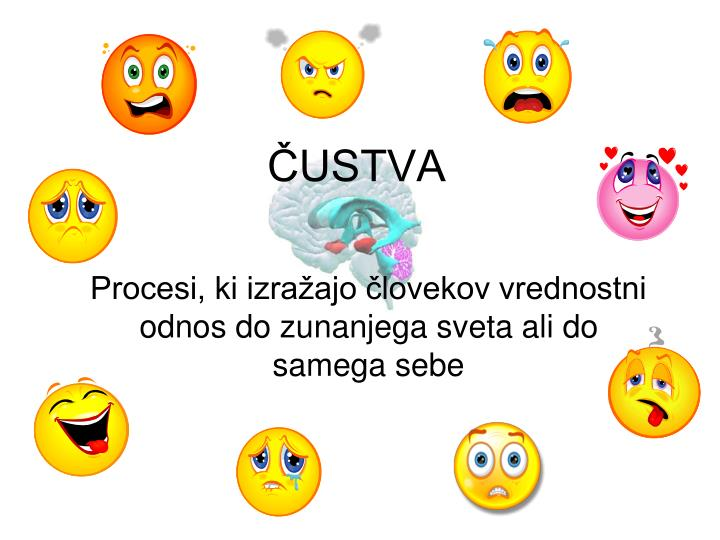 ČUSTVA
Procesi, ki izražajo človekov vrednostni
odnos do zunanjega sveta ali do
samega sebe